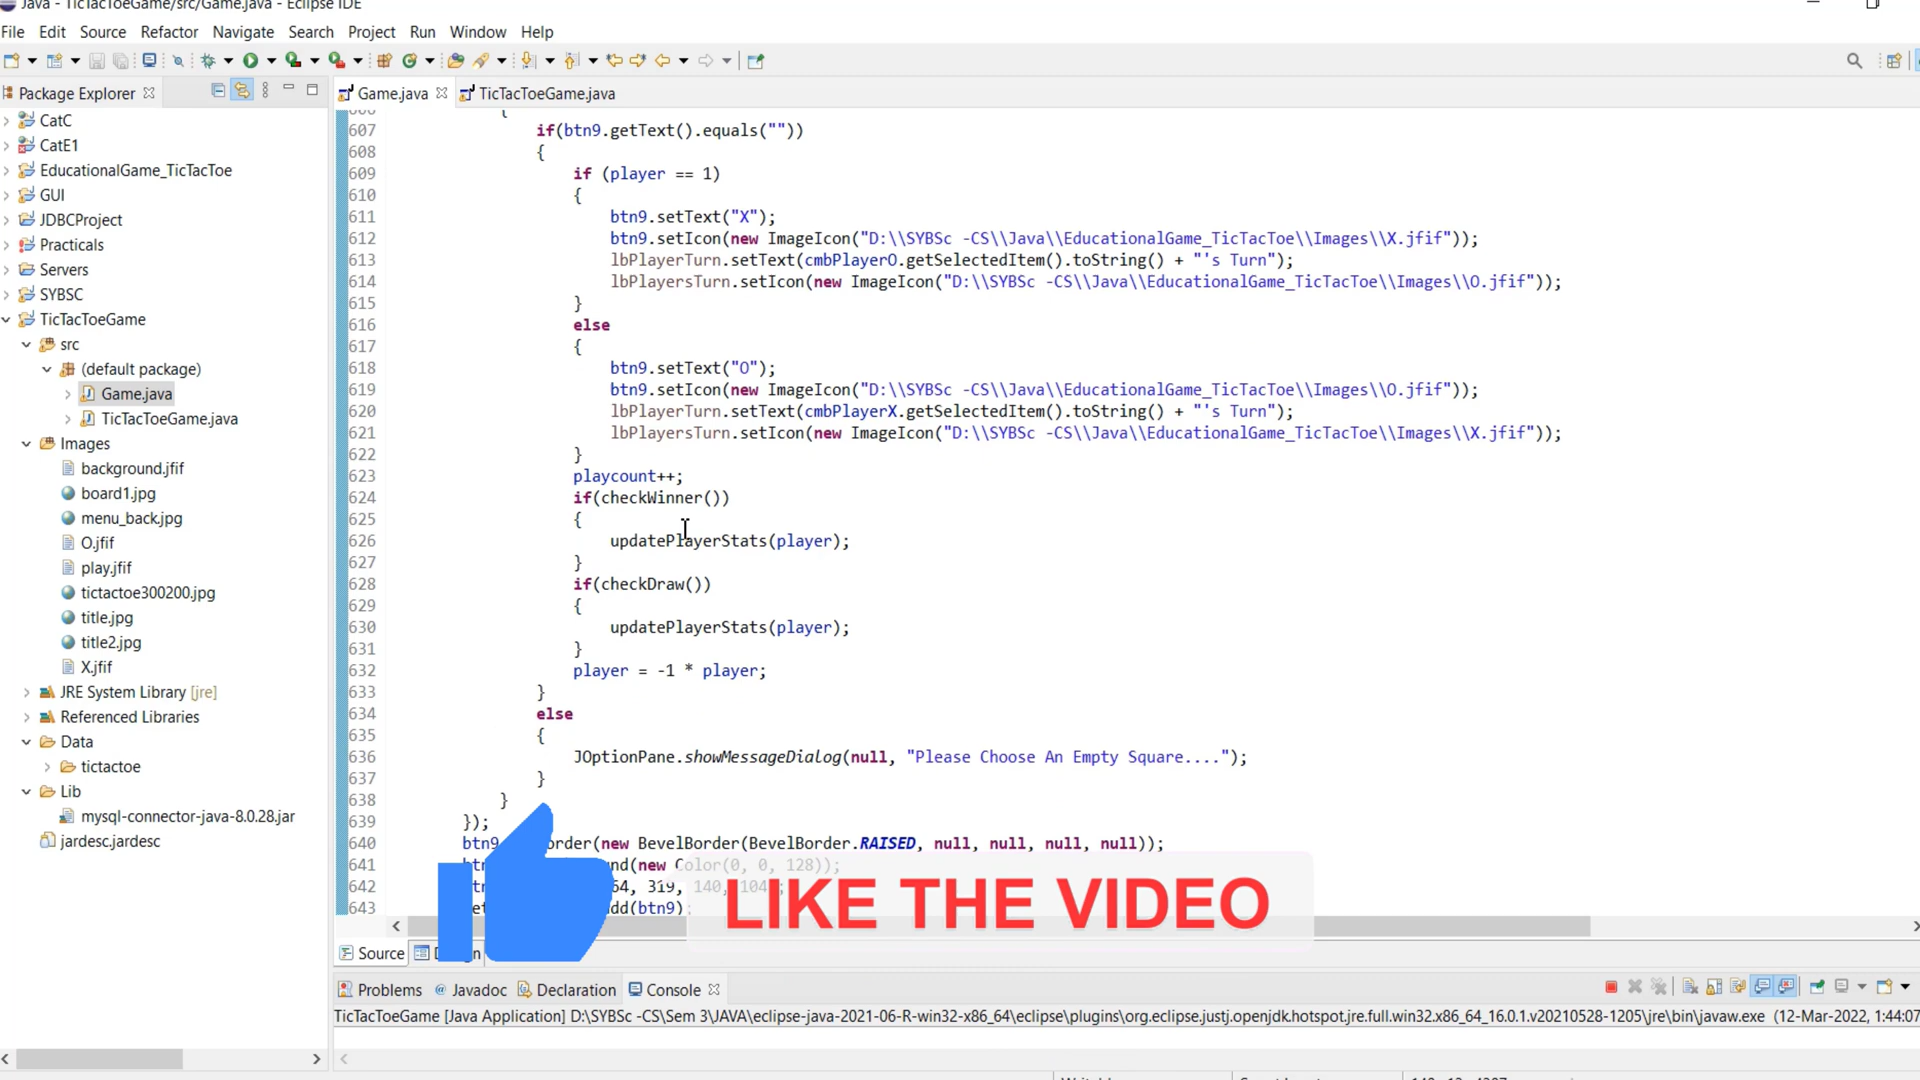 Java - TicTacToeGame/src/Game.java - Eclipse IDE
File Edit Source Refactor Navigate Search Project Run Window Help
Package Explorer
CatC
CatE1
EducationalGame_TicTacToe
GUI
JDBCProject
Practicals
Servers
SYBSC
TicTacToeGame
src
(default package)
Game.java
TicTacToeGame.java
Images
background.jfif
board1.jpg
menu_back.jpg
O.jfif
play.jfif
tictactoe300200.jpg
title.jpg
title2.jpg
X.jfif
JRE System Library [jre]
Referenced Libraries
Data
tictactoe
Lib
mysql-connector-java-8.0.28.jar
jardesc.jardesc
Game.java TicTacToeGame.java
606 {
607 if(btn9.getText().equals(""))
608 {
609 if (player == 1)
610 {
611 btn9.setText("X");
612 btn9.setIcon(new ImageIcon("D:\\SYBSc -CS\\Java\\EducationalGame_TicTacToe\\Images\\X.jfif"));
613 lbPlayerTurn.setText(cmbPlayerO.getSelectedItem().toString() + "'s Turn");
614 lbPlayersTurn.setIcon(new ImageIcon("D:\\SYBSc -CS\\Java\\EducationalGame_TicTacToe\\Images\\O.jfif"));
615 }
616 else
617 {
618 btn9.setText("O");
619 btn9.setIcon(new ImageIcon("D:\\SYBSc -CS\\Java\\EducationalGame_TicTacToe\\Images\\O.jfif"));
620 lbPlayerTurn.setText(cmbPlayerX.getSelectedItem().toString() + "'s Turn");
621 lbPlayersTurn.setIcon(new ImageIcon("D:\\SYBSc -CS\\Java\\EducationalGame_TicTacToe\\Images\\X.jfif"));
622 }
623 playcount++;
624 if(checkWinner())
625 {
626 updatePlayerStats(player);
627 }
628 if(checkDraw())
629 {
630 updatePlayerStats(player);
631 }
632 player = -1 * player;
633 }
634 else
635 {
636 JOptionPane.showMessageDialog(null, "Please Choose An Empty Square....");
637 }
638 }
639 });
640 btn9 order(new BevelBorder(BevelBorder.RAISED, null, null, null, null));
641 nd(new Color(0, 0, 128));
642 64, 319, 140, 104
643 dd(btn9)
LIKE THE VIDEO
Source
Problems Javadoc Declaration Console
TicTacToeGame [Java Application] D:\SYBSc -CS\Sem 3\JAVA\eclipse-java-2021-06-R-win32-x86_64\eclipse\plugins\org.eclipse.justj.openjdk.hotspot.jre.full.win32.x86_64_16.0.1.v20210528-1205\jre\bin\javaw.exe (12-Mar-2022, 1:44:07